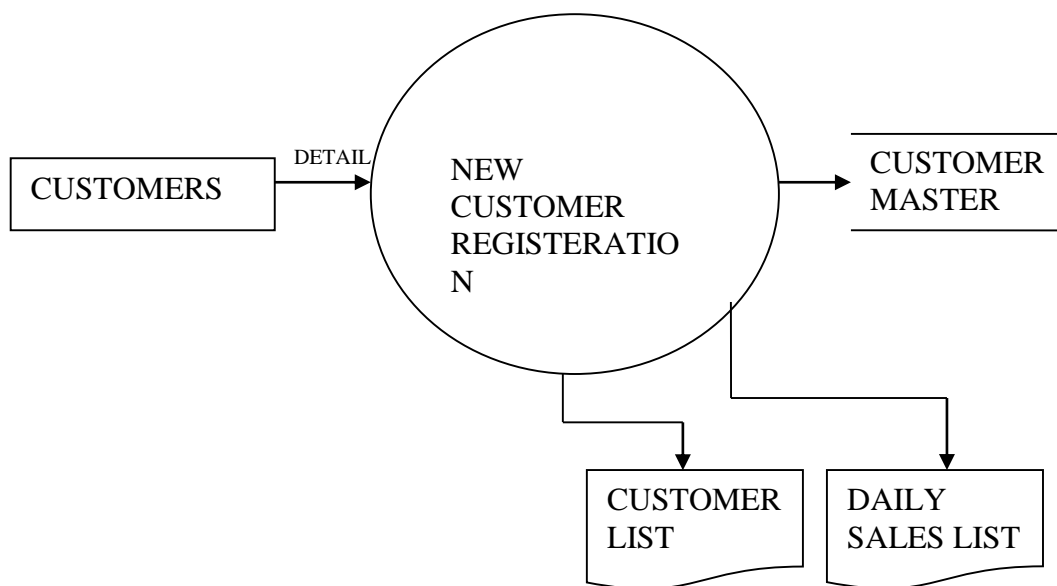 CUSTOMERS
DETAIL
NEW
CUSTOMER
REGISTERATIO
N
CUSTOMER
MASTER
CUSTOMER
LIST
DAILY
SALES LIST